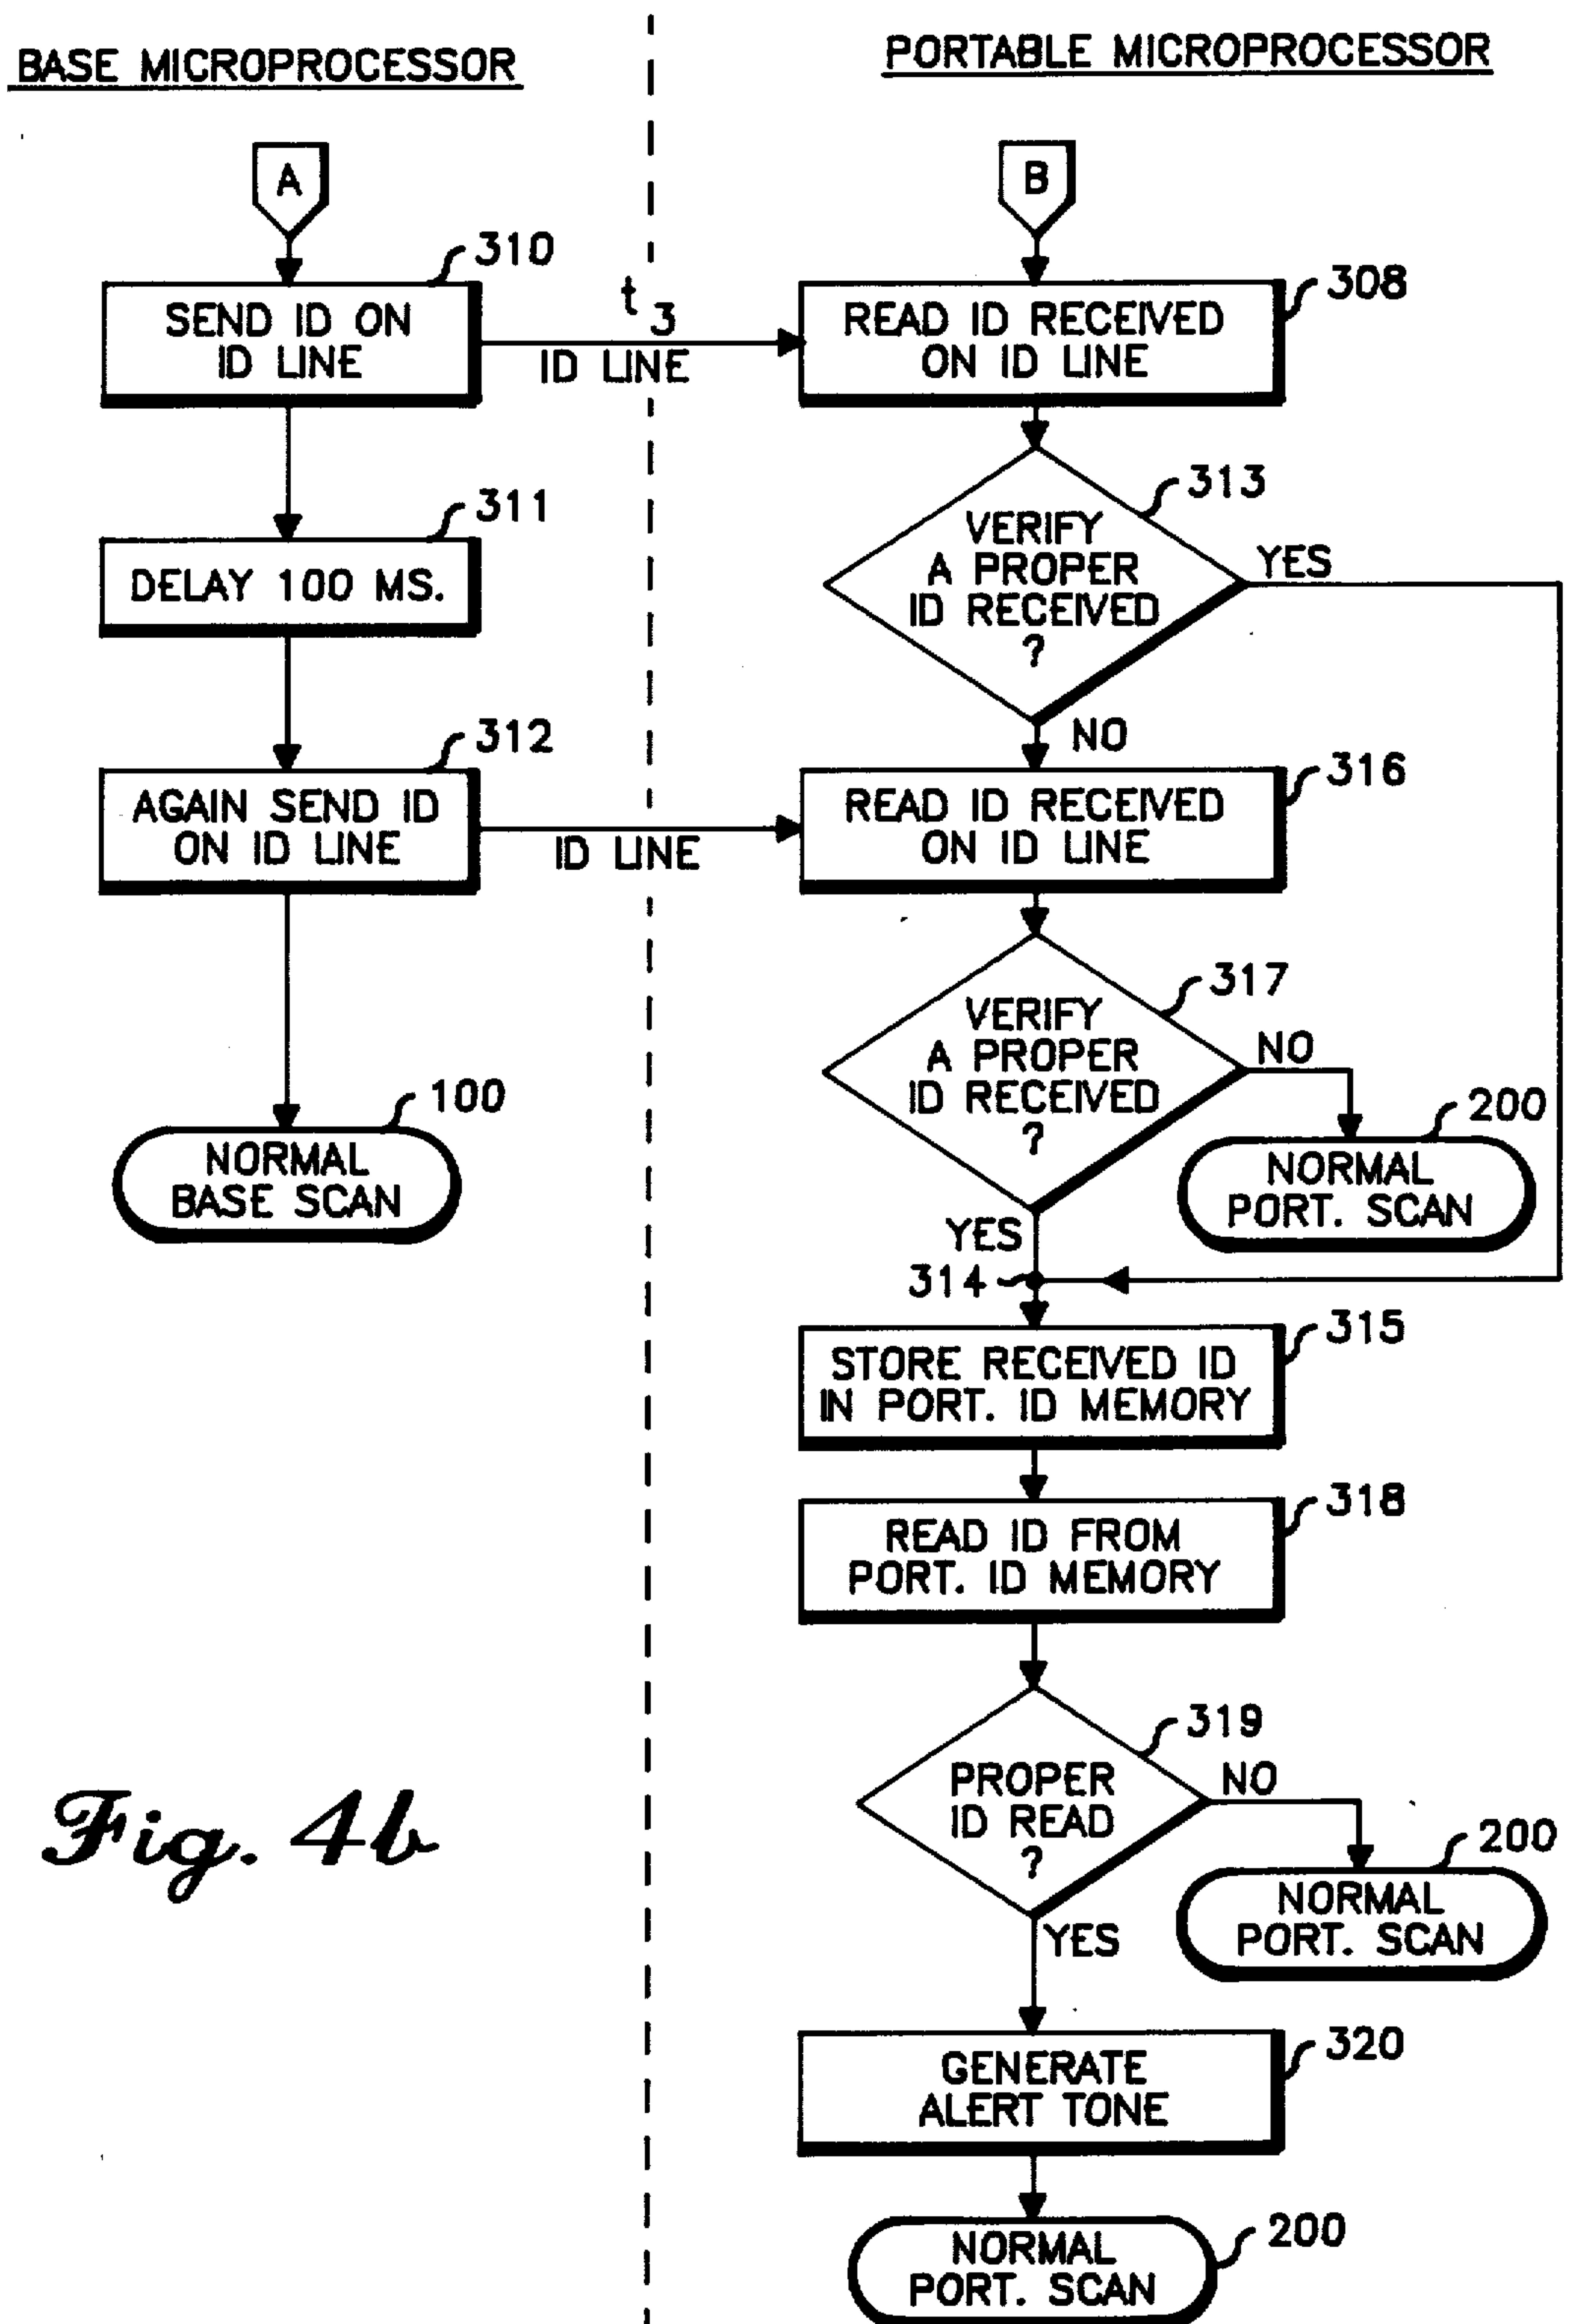 BASE MICROPROCESSOR
A
310
SEND ID ON
ID LINE
t3
ID LINE
311
DELAY 100 MS.
312
AGAIN SEND ID
ON ID LINE
ID LINE
100
NORMAL
BASE SCAN
PORTABLE MICROPROCESSOR
B
308
READ ID RECEIVED
ON ID LINE
313
VERIFY
A PROPER
ID RECEIVED
?
YES
NO
316
READ ID RECEIVED
ON ID LINE
317
VERIFY
A PROPER
ID RECEIVED
?
NO
200
NORMAL
PORT. SCAN
YES
314
315
STORE RECEIVED ID
IN PORT. ID MEMORY
318
READ ID FROM
PORT. ID MEMORY
319
PROPER
ID READ
?
NO
200
NORMAL
PORT. SCAN
YES
320
GENERATE
ALERT TONE
200
NORMAL
PORT. SCAN
Fig. 4b